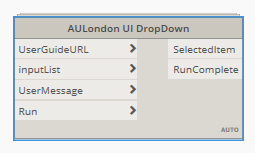 AULondon UI DropDown
UserGuideURL
inputList
UserMessage
Run
SelectedItem
RunComplete
AUTO